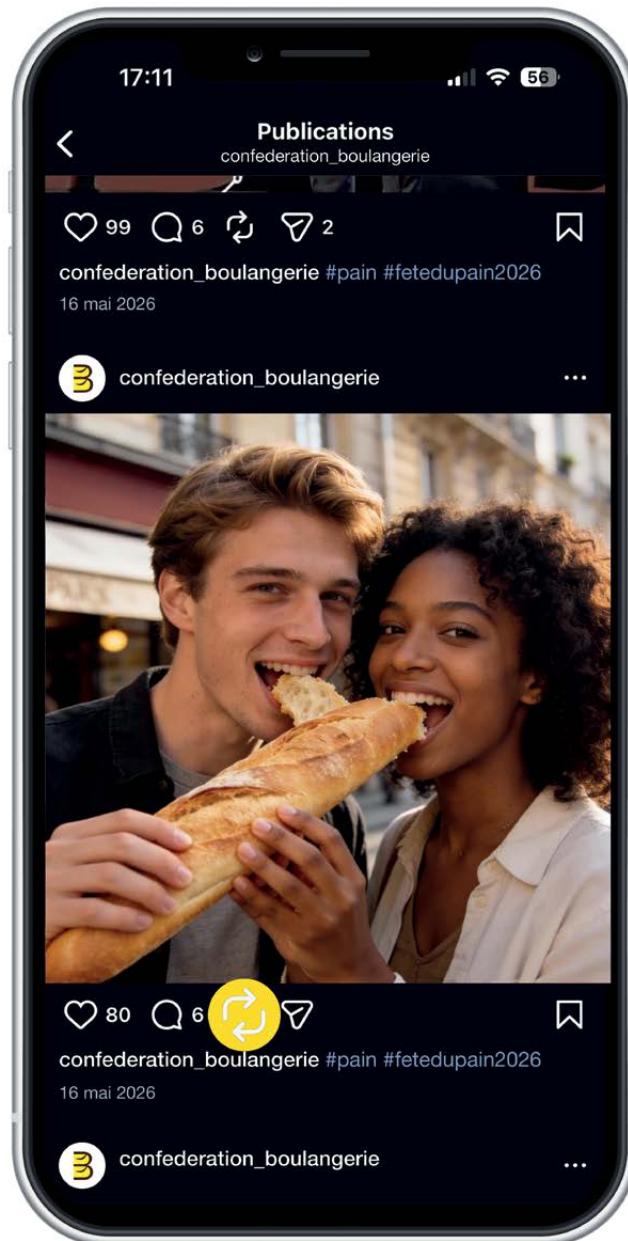 17:11
56
Publications
confederation_boulangerie
99 6 2
confederation_boulangerie #pain #fetedupain2026
16 mai 2026
confederation_boulangerie
80 6
confederation_boulangerie #pain #fetedupain2026
16 mai 2026
confederation_boulangerie